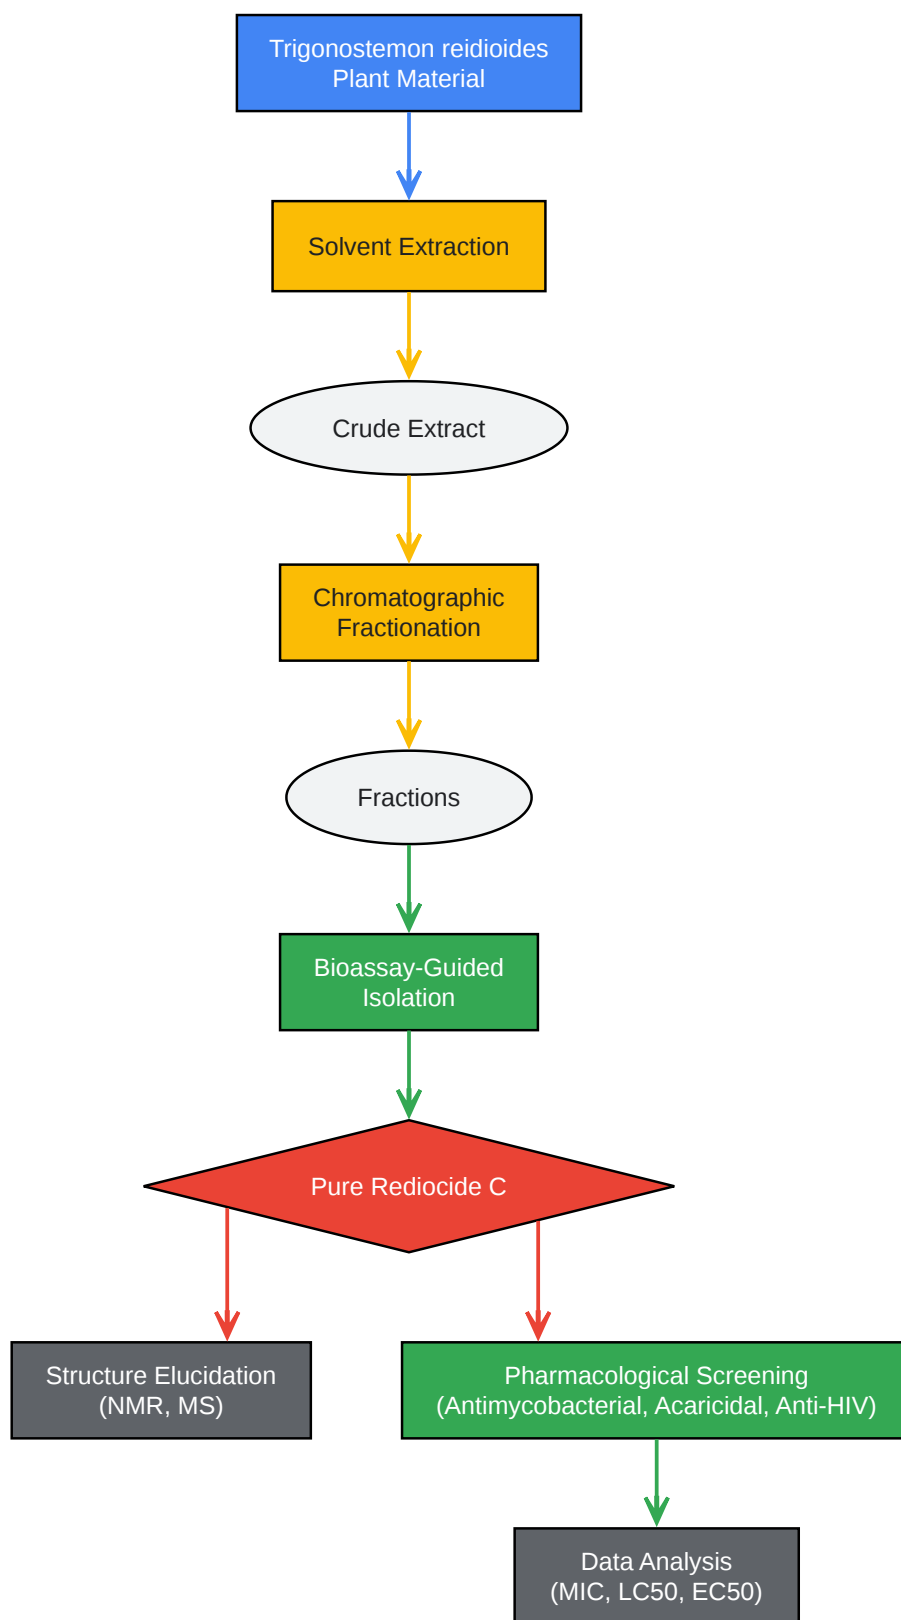 Trigonostemon reidioides
Plant Material
Solvent Extraction
Crude Extract
Chromatographic
Fractionation
Fractions
Bioassay-Guided
Isolation
Pure Rediocide C
Structure Elucidation
(NMR, MS)
Pharmacological Screening
(Antimycobacterial, Acaricidal, Anti-HIV)
Data Analysis
(MIC, LC50, EC50)